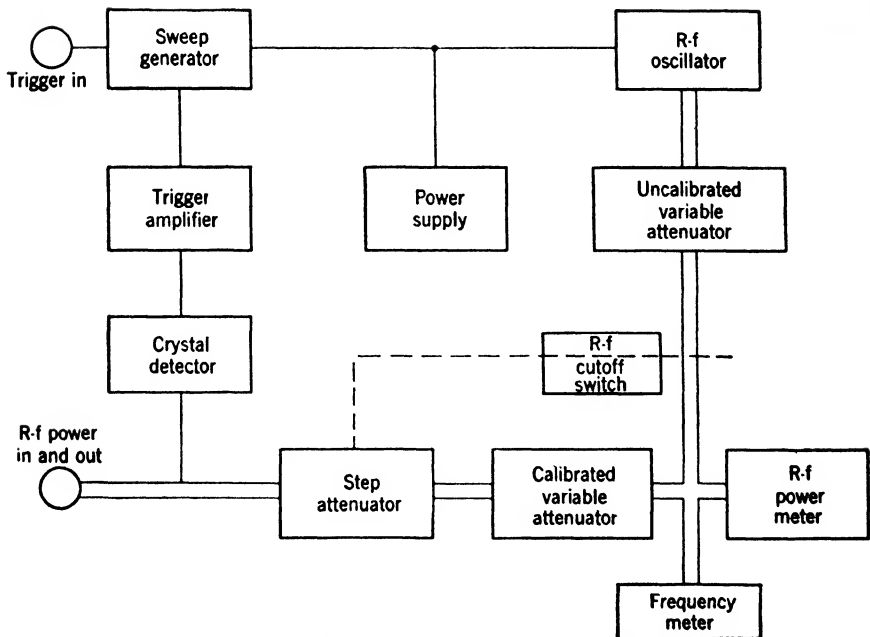 Trigger in
Sweep
generator
R-f
oscillator
Trigger
amplifier
Power
supply
Uncalibrated
variable
attenuator
Crystal
detector
R-f
cutoff
switch
R-f power
in and out
Step
attenuator
Calibrated
variable
attenuator
R-f
power
meter
Frequency
meter